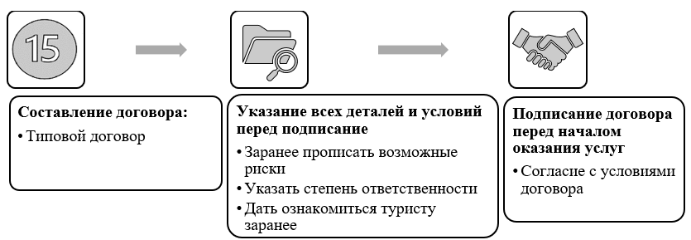 15
Составление договора:
• Типовой договор
Указание всех деталей и условий
перед подписание
• Заранее прописать возможные
риски
• Указать степень ответственности
• Дать ознакомиться туристу
заранее
Подписание договора
перед началом
оказания услуг
• Согласие с условиями
договора